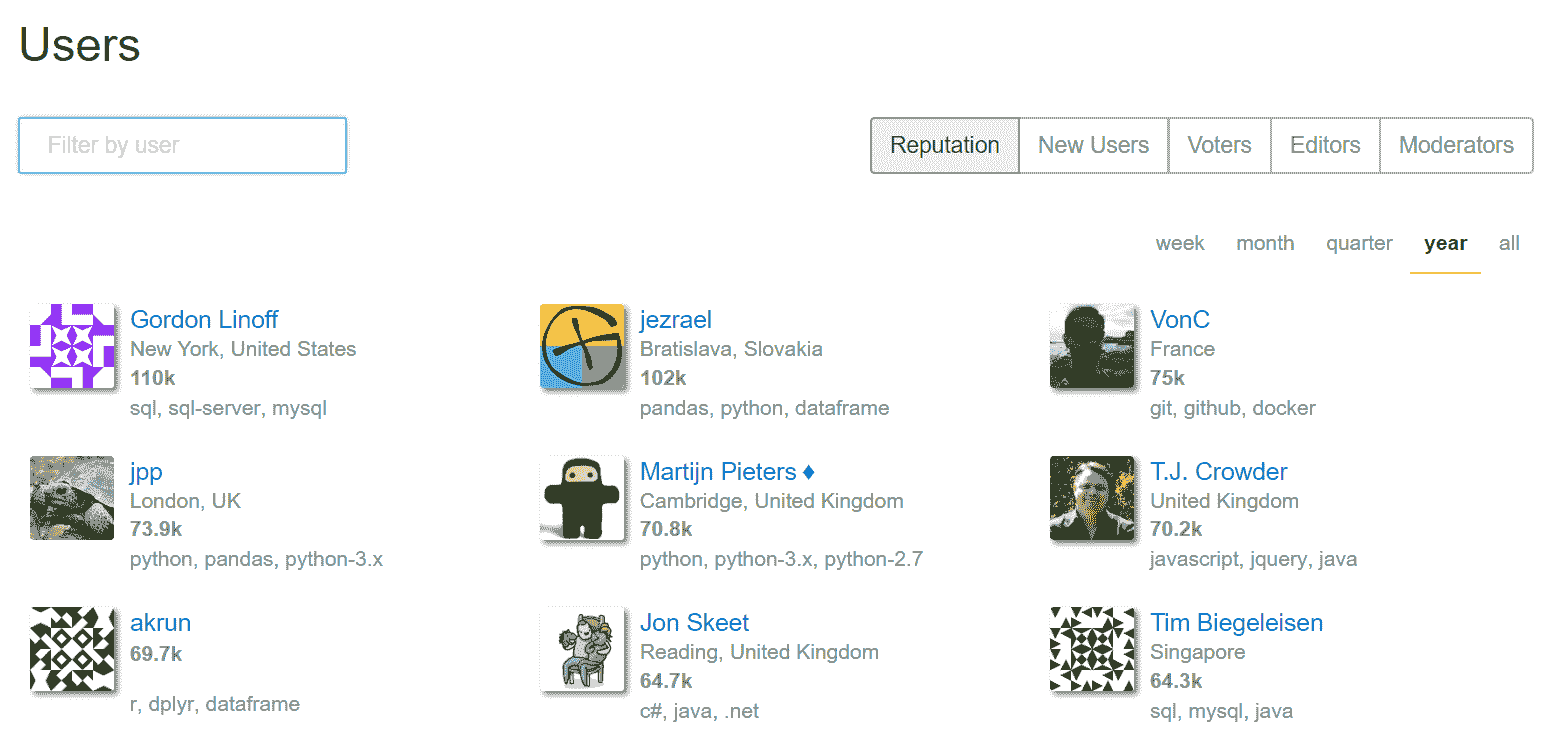 Users
Filter by user
Reputation New Users Voters Editors Moderators
week month quarter year all
Gordon Linoff
New York, United States
110k
sql, sql-server, mysql
jezrael
Bratislava, Slovakia
102k
pandas, python, dataframe
VonC
France
75k
git, github, docker
jpp
London, UK
73.9k
python, pandas, python-3.x
Martijn Pieters ♦
Cambridge, United Kingdom
70.8k
python, python-3.x, python-2.7
T.J. Crowder
United Kingdom
70.2k
javascript, jquery, java
akrun
69.7k
r, dplyr, dataframe
Jon Skeet
Reading, United Kingdom
64.7k
c#, java, .net
Tim Biegeleisen
Singapore
64.3k
sql, mysql, java